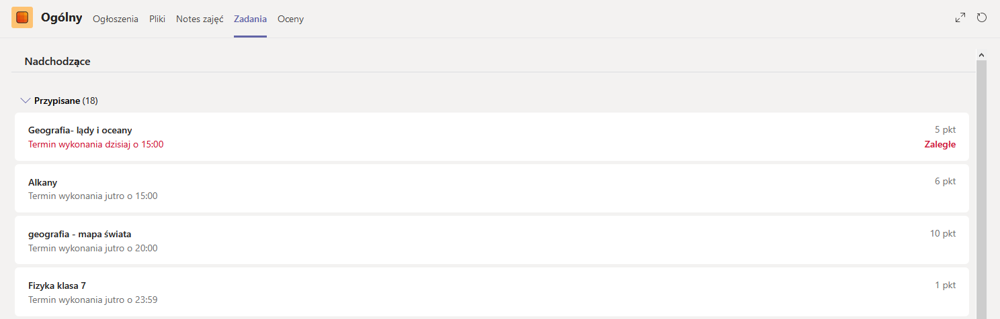 Ogólny Ogłoszenia Pliki Notes zajęć Zadania Oceny
Nadchodzące
Przypisane (18)
Geografia- lądy i oceany 5 pkt
Termin wykonania dzisiaj o 15:00 Zaległe
Alkany 6 pkt
Termin wykonania jutro o 15:00
geografia - mapa świata 10 pkt
Termin wykonania jutro o 20:00
Fizyka klasa 7 1 pkt
Termin wykonania jutro o 23:59